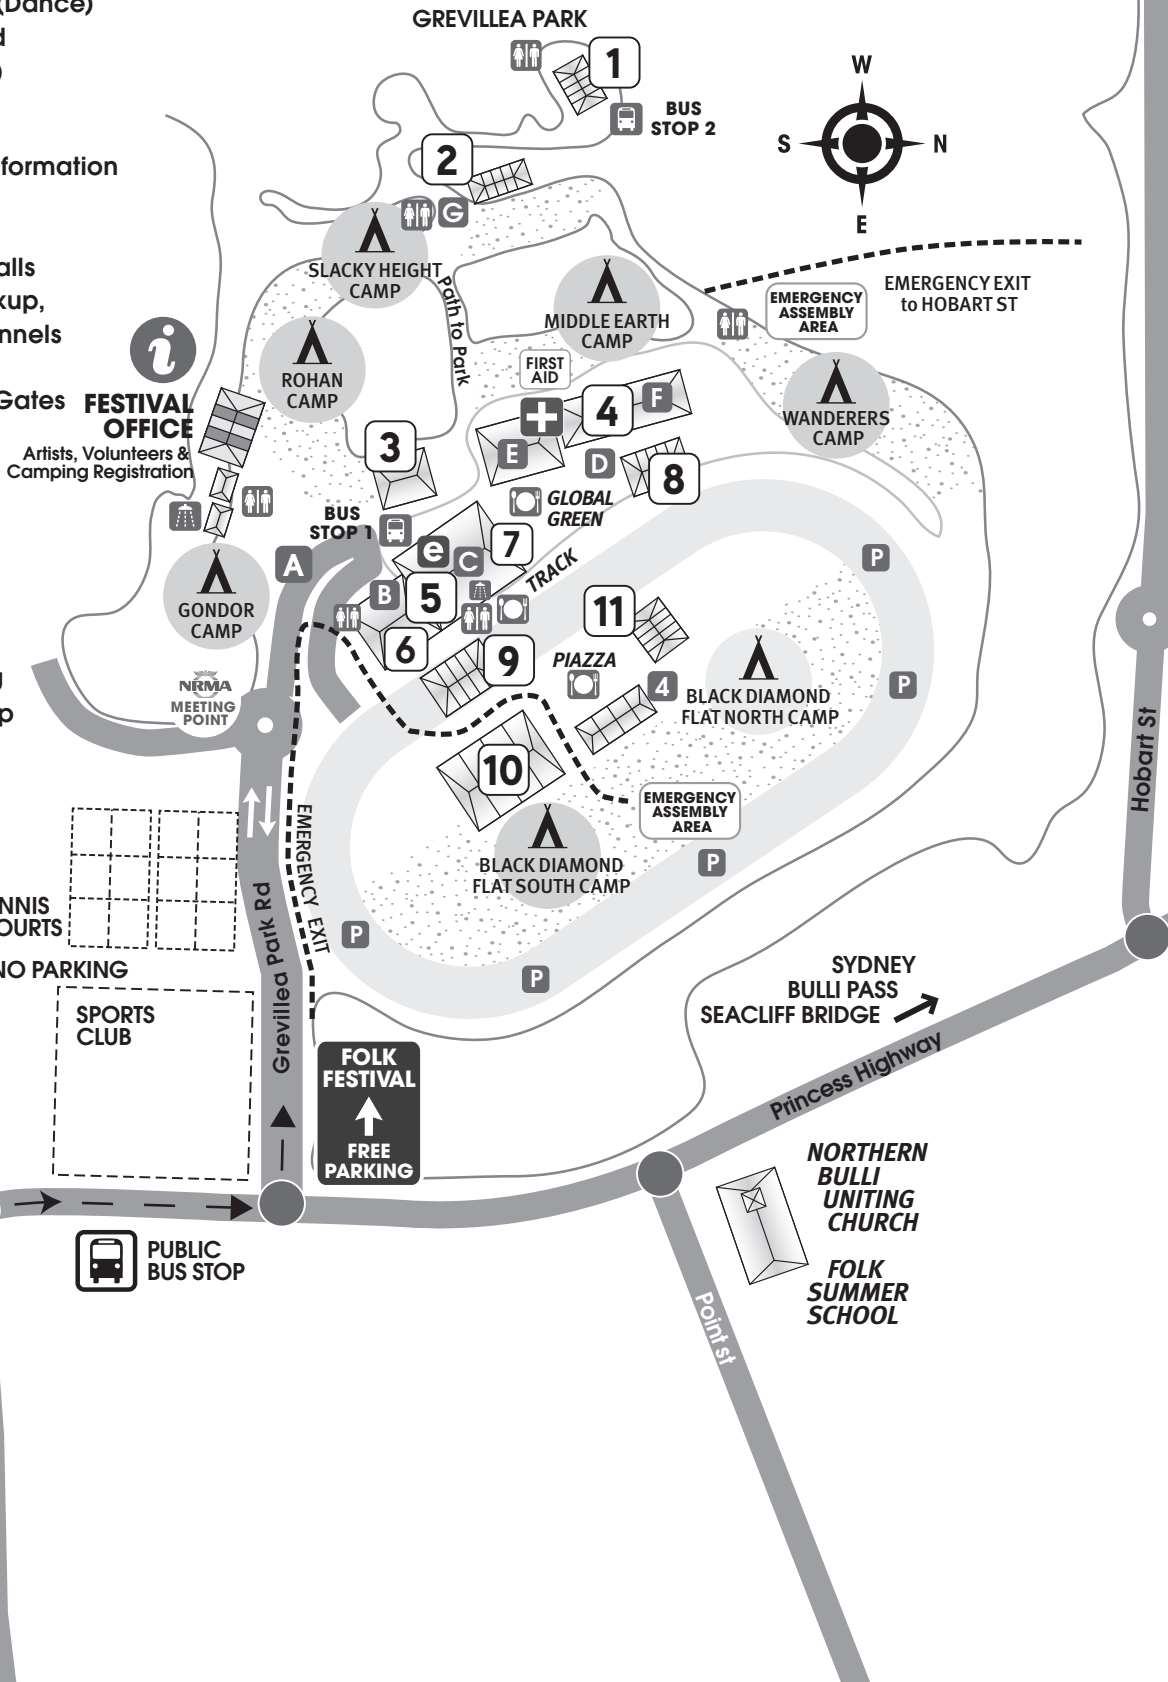 (Dance)
GREVILLEA PARK
1
BUS
STOP 2
W
S
N
E
2
formation
G
SLACKY HEIGHT
CAMP
Path to Park
alls
kup,
nnels
Gates
FESTIVAL
OFFICE
Artists, Volunteers &
Camping Registration
ROHAN
CAMP
MIDDLE EARTH
CAMP
EMERGENCY
ASSEMBLY
AREA
EMERGENCY EXIT
to HOBART ST
WANDERERS
CAMP
FIRST
AID
4
F
E
D
8
3
GLOBAL
GREEN
BUS
STOP 1
e
C
7
TRACK
A
B
5
6
9
11
PIAZZA
4
GONDOR
CAMP
NRMA
MEETING
POINT
P
P
BLACK DIAMOND
FLAT NORTH CAMP
10
EMERGENCY
ASSEMBLY
AREA
BLACK DIAMOND
FLAT SOUTH CAMP
P
P
P
EMERGENCY EXIT
Grevillea Park Rd
Hobart St
g
p
NNIS
OURTS
NO PARKING
SPORTS
CLUB
SYDNEY
BULLI PASS
SEACLIFF BRIDGE
Princess Highway
FOLK
FESTIVAL
FREE
PARKING
NORTHERN
BULLI
UNITING
CHURCH
FOLK
SUMMER
SCHOOL
PUBLIC
BUS STOP
Point st